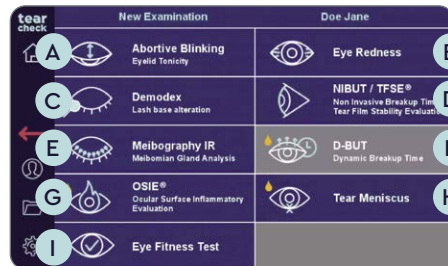 tear
check
New Examination
Doe Jane
A
Abortive Blinking
Eyelid Tonicity
Eye Redness
C
Demodex
Lash base alteration
NIBUT / TFSE®
Non Invasive Breakup
Tear Film Stability
E
Meibography IR
Meibomian Gland Analysis
D-BUT
Dynamic Breakup Time
G
OSIE®
Ocular Surface Inflammatory
Evaluation
Tear Meniscus
I
Eye Fitness Test